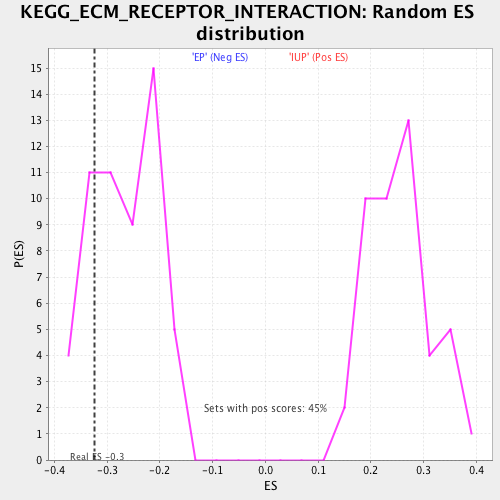 KEGG_ECM_RECEPTOR_INTERACTION: Random ES
distribution
'EP' (Neg ES) 'IUP' (Pos ES)
15
14
13
12
11
10
9
8
7
6
5
4
3
2
1
0
P(ES)
Sets with pos scores: 45%
Real ES -0.3
-0.4 -0.3 -0.2 -0.1 0.0 0.1 0.2 0.3 0.4
ES